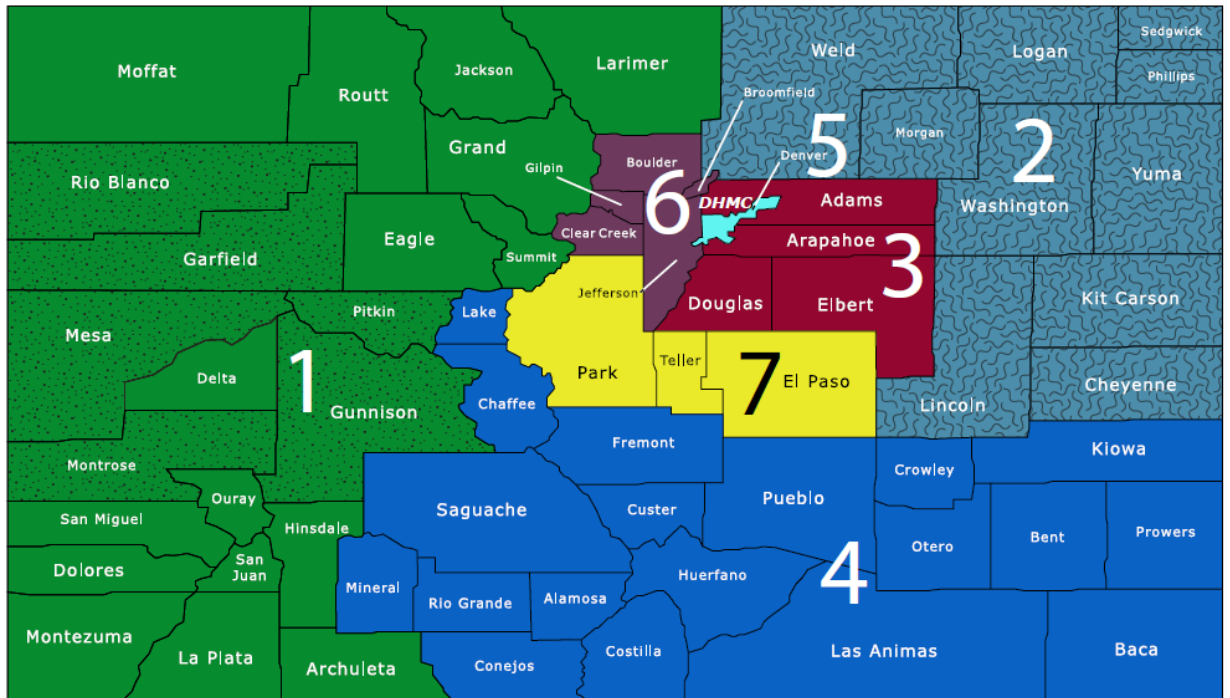 Moffat
Routt
Jackson
Larimer
Weld
Logan
Sedgwick
Phillips
Broomfield
Morgan
5
2
Denver
Yuma
Grand
Gilpin
Boulder
6
Rio Blanco
DHMC
Adams
Washington
Eagle
Clear Creek
Arapahoe
Garfield
Summit
3
Jefferson
Douglas
Elbert
Kit Carson
Pitkin
Lake
Mesa
Delta
1
Gunnison
Park
Teller
7
El Paso
Cheyenne
Chaffee
Lincoln
Fremont
Kiowa
Montrose
Crowley
Ouray
Pueblo
Saguache
Custer
San Miguel
Hinsdale
Prowers
Bent
Otero
Dolores
San
Juan
Mineral
Huerfano
4
Rio Grande
Alamosa
Montezuma
La Plata
Archuleta
Conejos
Costilla
Las Animas
Baca